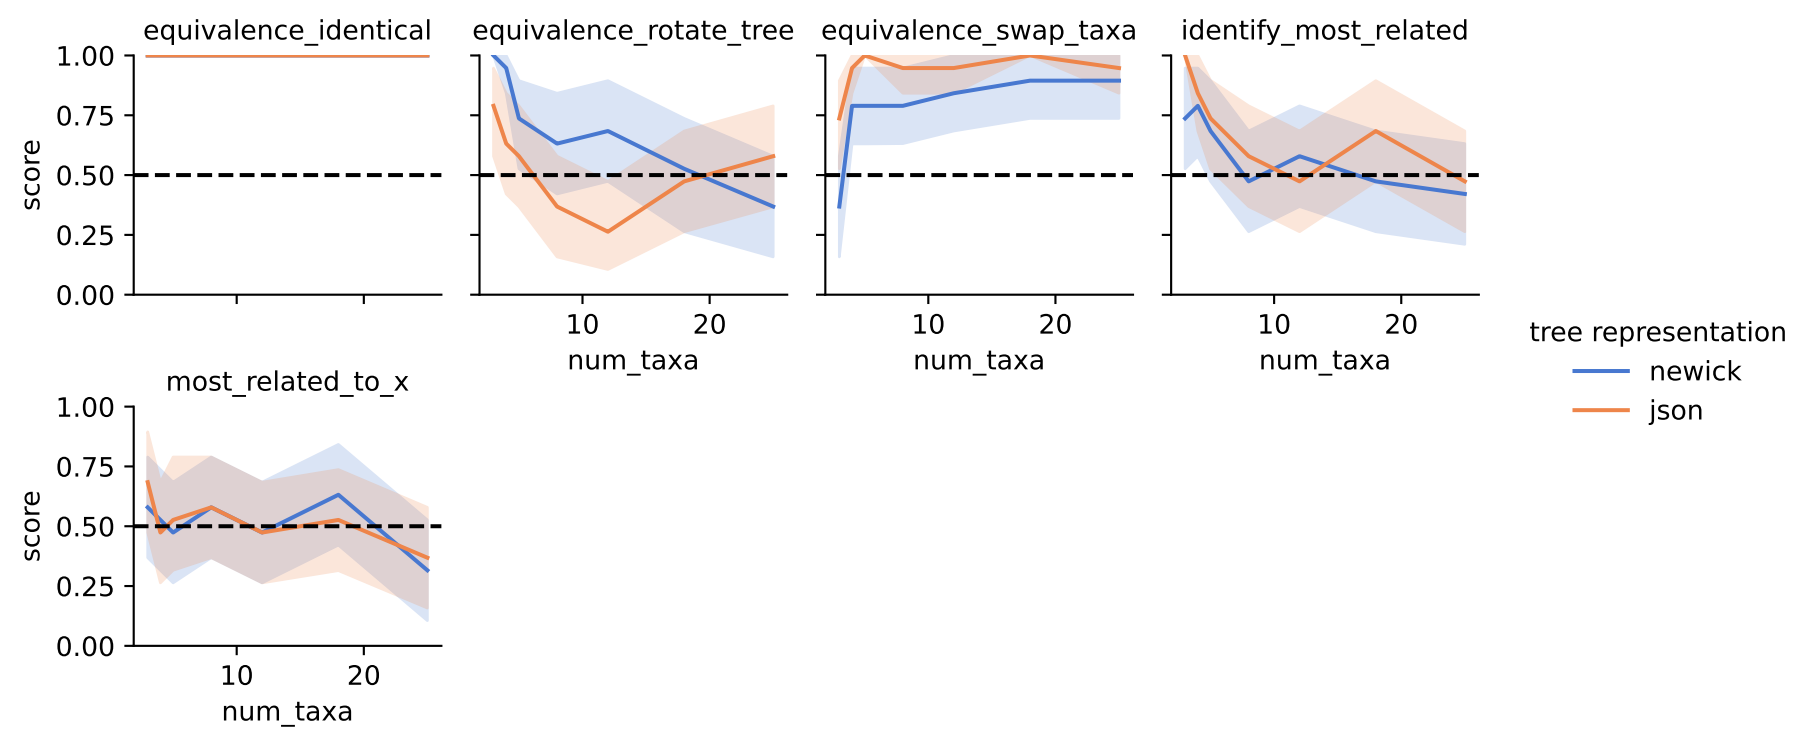 equivalence_identical
equivalence_rotate_tree
equivalence_swap_taxa
identify_most_related
1.00
0.75
0.50
0.25
0.00
score
10 20
num_taxa
10 20
num_taxa
10 20
num_taxa
tree representation
newick
json
most_related_to_x
1.00
0.75
0.50
0.25
0.00
score
10 20
num_taxa